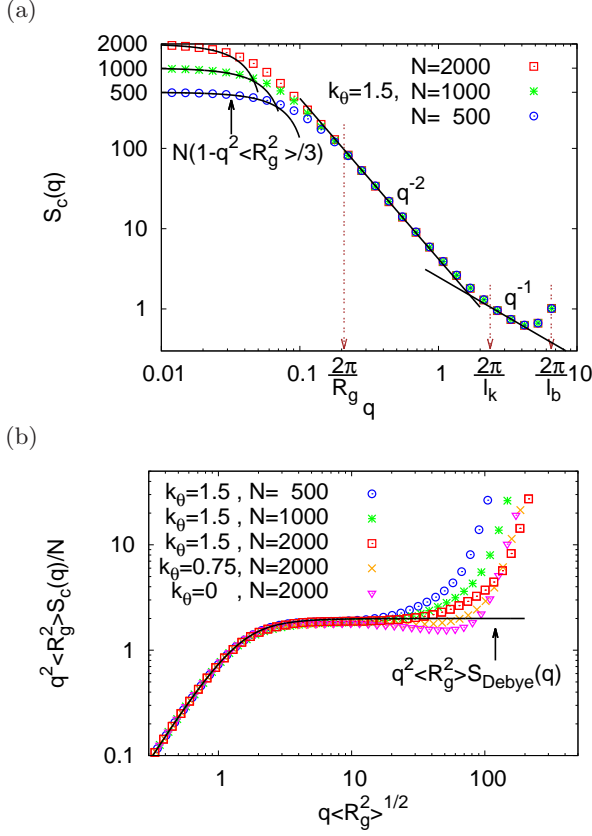 (a)
2000
1000
500
100
10
1
S_c(q)
N=2000
k_θ=1.5, N=1000
N= 500
N(1-q^2<R_g^2>/3)
q^-2
q^-1
0.01
0.1
1
10
2π/R_g
2π/l_k
2π/l_b
q
(b)
k_θ=1.5 , N= 500
k_θ=1.5 , N=1000
k_θ=1.5 , N=2000
k_θ=0.75, N=2000
k_θ=0 , N=2000
10
1
0.1
q^2<R_g^2>S_c(q)/N
q^2<R_g^2>S_Debye(q)
1
10
100
q<R_g^2>^1/2